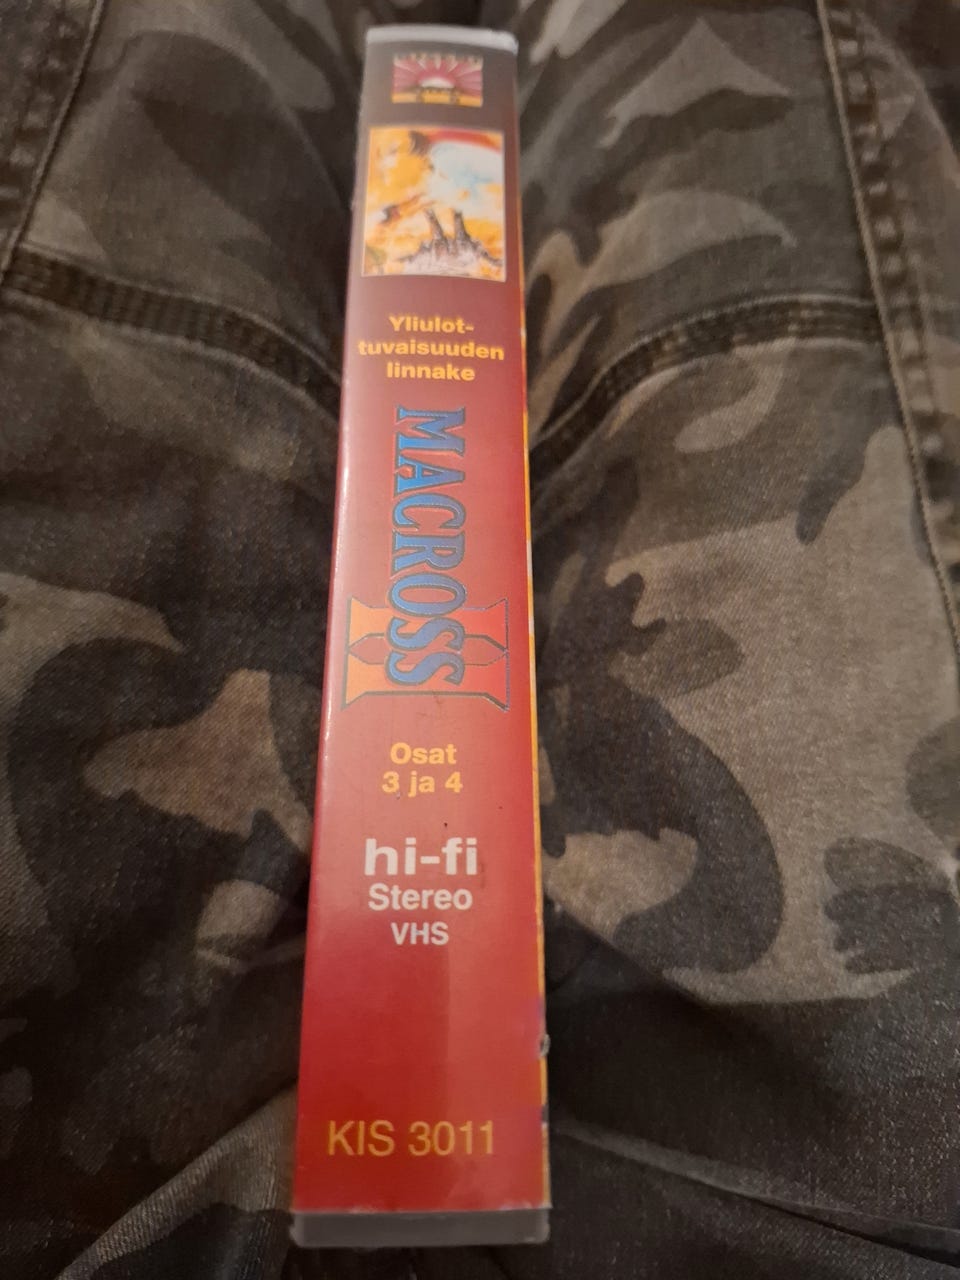 Yliulot-
tuvaisuuden
linnake
MACROSS
II
Osat
3 ja 4
hi-fi
Stereo
VHS
KIS 3011